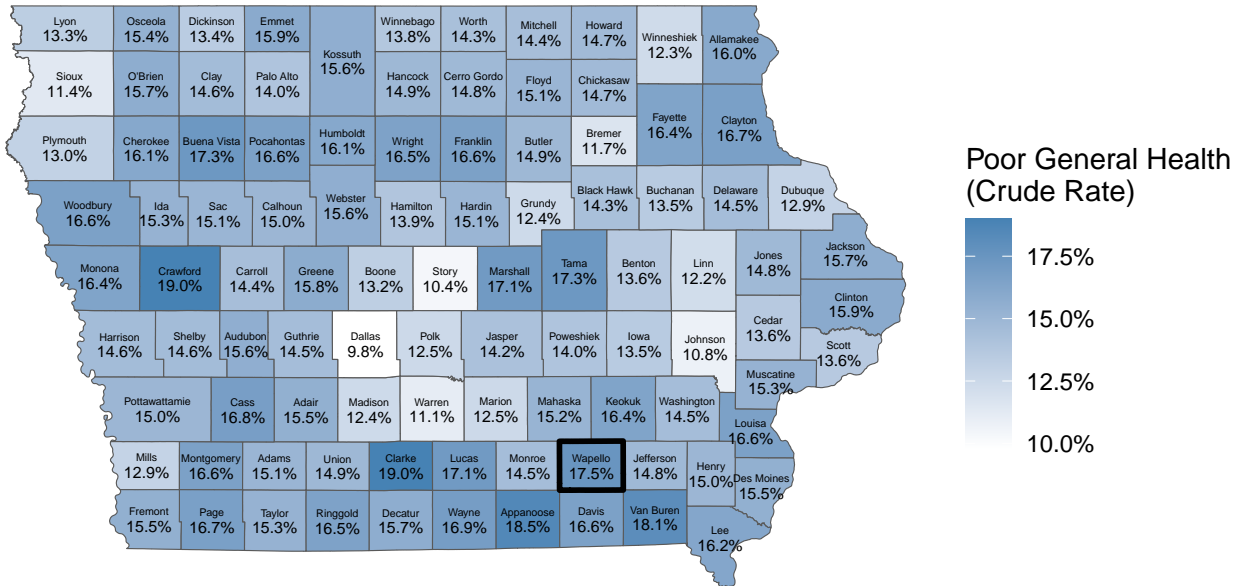 Lyon
13.3%
Osceola
15.4%
Dickinson
13.4%
Emmet
15.9%
Kossuth
15.6%
Winnebago
13.8%
Worth
14.3%
Mitchell
14.4%
Howard
14.7%
Winneshiek
12.3%
Allamakee
16.0%
Sioux
11.4%
O'Brien
15.7%
Clay
14.6%
Palo Alto
14.0%
Hancock
14.9%
Cerro Gordo
14.8%
Floyd
15.1%
Chickasaw
14.7%
Fayette
16.4%
Clayton
16.7%
Plymouth
13.0%
Cherokee
16.1%
Buena Vista
17.3%
Pocahontas
16.6%
Humboldt
16.1%
Wright
16.5%
Franklin
16.6%
Butler
14.9%
Bremer
11.7%
Woodbury
16.6%
Ida
15.3%
Sac
15.1%
Calhoun
15.0%
Webster
15.6%
Hamilton
13.9%
Hardin
15.1%
Grundy
12.4%
Black Hawk
14.3%
Buchanan
13.5%
Delaware
14.5%
Dubuque
12.9%
Monona
16.4%
Crawford
19.0%
Carroll
14.4%
Greene
15.8%
Boone
13.2%
Story
10.4%
Marshall
17.1%
Tama
17.3%
Benton
13.6%
Linn
12.2%
Jones
14.8%
Jackson
15.7%
Clinton
15.9%
Harrison
14.6%
Shelby
14.6%
Audubon
15.6%
Guthrie
14.5%
Dallas
9.8%
Polk
12.5%
Jasper
14.2%
Poweshiek
14.0%
Iowa
13.5%
Johnson
10.8%
Cedar
13.6%
Scott
13.6%
Muscatine
15.3%
Pottawattamie
15.0%
Cass
16.8%
Adair
15.5%
Madison
12.4%
Warren
11.1%
Marion
12.5%
Mahaska
15.2%
Keokuk
16.4%
Washington
14.5%
Louisa
16.6%
Mills
12.9%
Montgomery
16.6%
Adams
15.1%
Union
14.9%
Clarke
19.0%
Lucas
17.1%
Monroe
14.5%
Wapello
17.5%
Jefferson
14.8%
Henry
15.0%
Des Moines
15.5%
Fremont
15.5%
Page
16.7%
Taylor
15.3%
Ringgold
16.5%
Decatur
15.7%
Wayne
16.9%
Appanoose
18.5%
Davis
16.6%
Van Buren
18.1%
Lee
16.2%
Poor General Health
(Crude Rate)
17.5%
15.0%
12.5%
10.0%